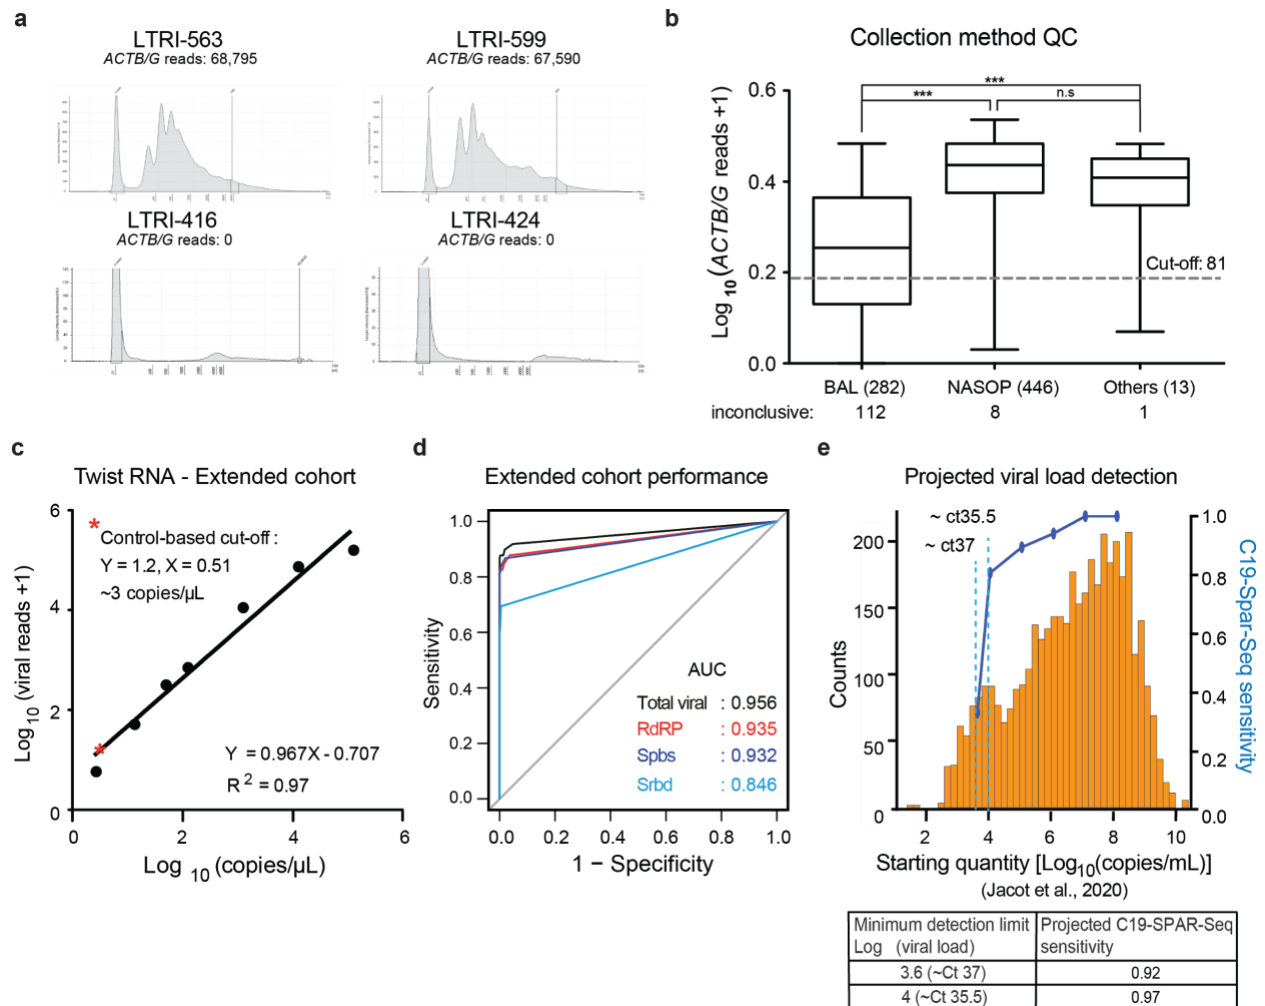 a
LTRI-563
ACTB/G reads: 68,795
LTRI-599
ACTB/G reads: 67,590
LTRI-416
ACTB/G reads: 0
LTRI-424
ACTB/G reads: 0
b
Collection method QC
Log 10 (ACTB/G reads +1)
0.6
0.4
0.2
0.0
***
***
n.s
Cut-off: 81
BAL (282)
NASOP (446)
Others (13)
inconclusive:
112
8
1
c
Twist RNA - Extended cohort
Log10 (viral reads +1)
6
4
2
0
*
Control-based cut-off :
Y = 1.2, X = 0.51
~3 copies/µL
*
Y = 0.967X - 0.707
R 2 = 0.97
0
2
4
6
Log 10 (copies/µL)
d
Extended cohort performance
Sensitivity
1.0
0.8
0.6
0.4
0.2
0.0
AUC
Total viral : 0.956
RdRP : 0.935
Spbs : 0.932
Srbd : 0.846
0.0
0.2
0.4
0.6
0.8
1.0
1 − Specificity
e
Projected viral load detection
~ ct35.5
~ ct37
Counts
200
150
100
50
0
1.0
0.8
0.6
0.4
0.2
0.0
C19-Spar-Seq sensitivity
2
4
6
8
10
Starting quantity [Log10(copies/mL)]
(Jacot et al., 2020)
Minimum detection limit
Log (viral load)
Projected C19-SPAR-Seq
sensitivity
3.6 (~Ct 37)
0.92
4 (~Ct 35.5)
0.97